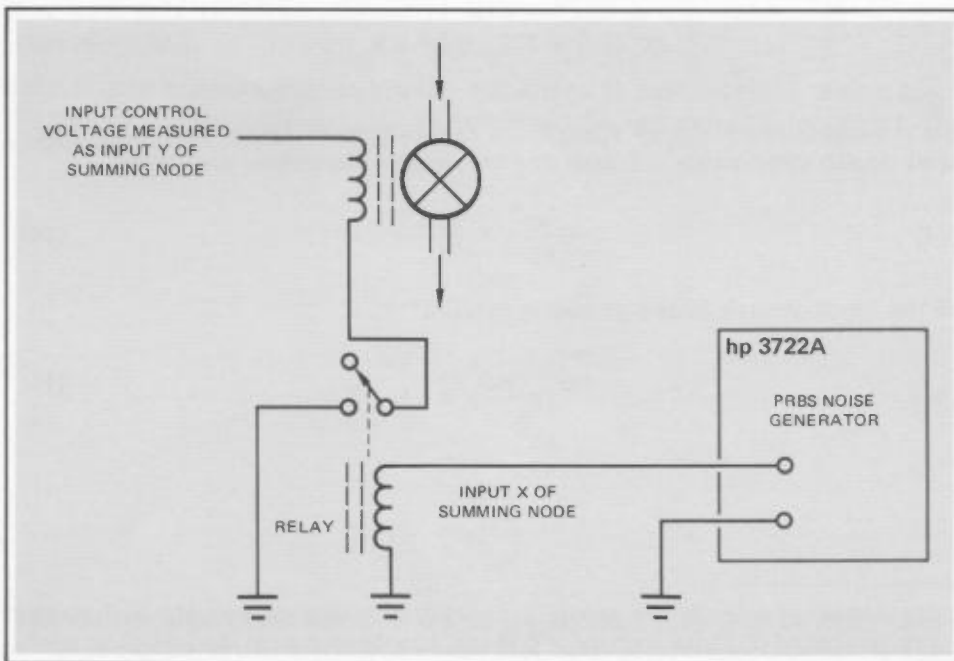 INPUT CONTROL
VOLTAGE MEASURED
AS INPUT Y OF
SUMMING NODE
hp 3722A
PRBS NOISE
GENERATOR
INPUT X OF
SUMMING NODE
RELAY